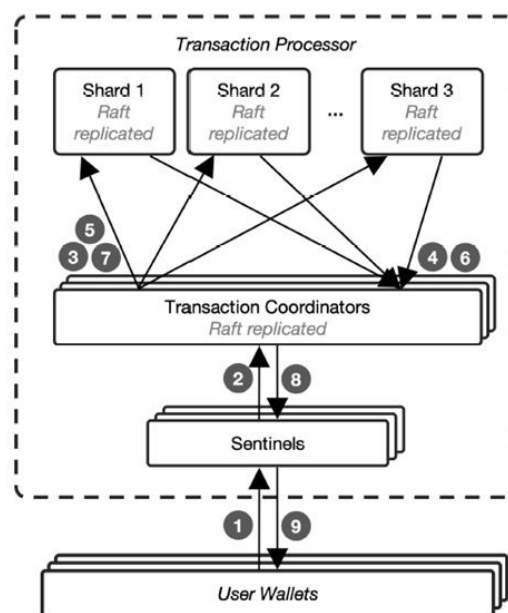 Transaction Processor
Shard 1
Raft
replicated
Shard 2
Raft
replicated
...
Shard 3
Raft
replicated
5
3 7
4 6
Transaction Coordinators
Raft replicated
2
8
Sentinels
1
9
User Wallets